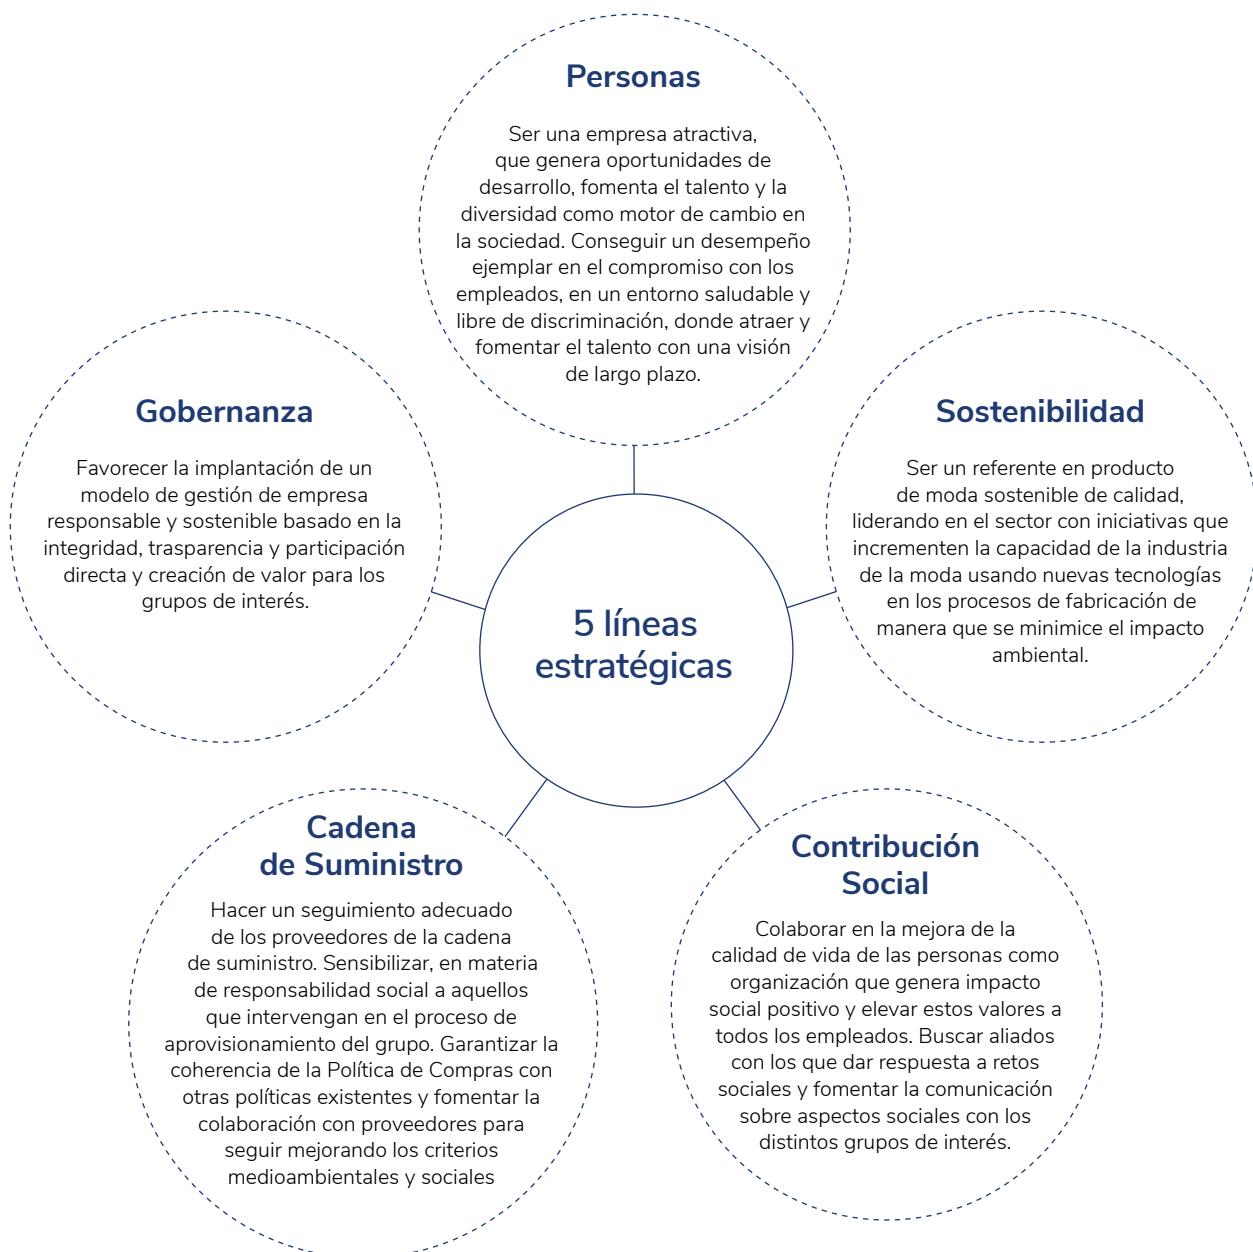 Personas
Ser una empresa atractiva,
que genera oportunidades de
desarrollo, fomenta el talento y la
diversidad como motor de cambio en
la sociedad. Conseguir un desempeño
ejemplar en el compromiso con los
empleados, en un entorno saludable y
libre de discriminación, donde atraer y
fomentar el talento con una visión
de largo plazo.
Gobernanza
Favorecer la implantación de un
modelo de gestión de empresa
responsable y sostenible basado en la
integridad, trasparencia y participación
directa y creación de valor para los
grupos de interés.
Sostenibilidad
Ser un referente en producto
de moda sostenible de calidad,
liderando en el sector con iniciativas que
incrementen la capacidad de la industria
de la moda usando nuevas tecnologías
en los procesos de fabricación de
manera que se minimice el impacto
ambiental.
5 líneas
estratégicas
Cadena
de Suministro
Hacer un seguimiento adecuado
de los proveedores de la cadena
de suministro. Sensibilizar, en materia
de responsabilidad social a aquellos
que intervengan en el proceso de
aprovisionamiento del grupo. Garantizar la
coherencia de la Política de Compras con
otras políticas existentes y fomentar la
colaboración con proveedores para
seguir mejorando los criterios
medioambientales y sociales
Contribución
Social
Colaborar en la mejora de la
calidad de vida de las personas como
organización que genera impacto
social positivo y elevar estos valores a
todos los empleados. Buscar aliados
con los que dar respuesta a retos
sociales y fomentar la comunicación
sobre aspectos sociales con los
distintos grupos de interés.